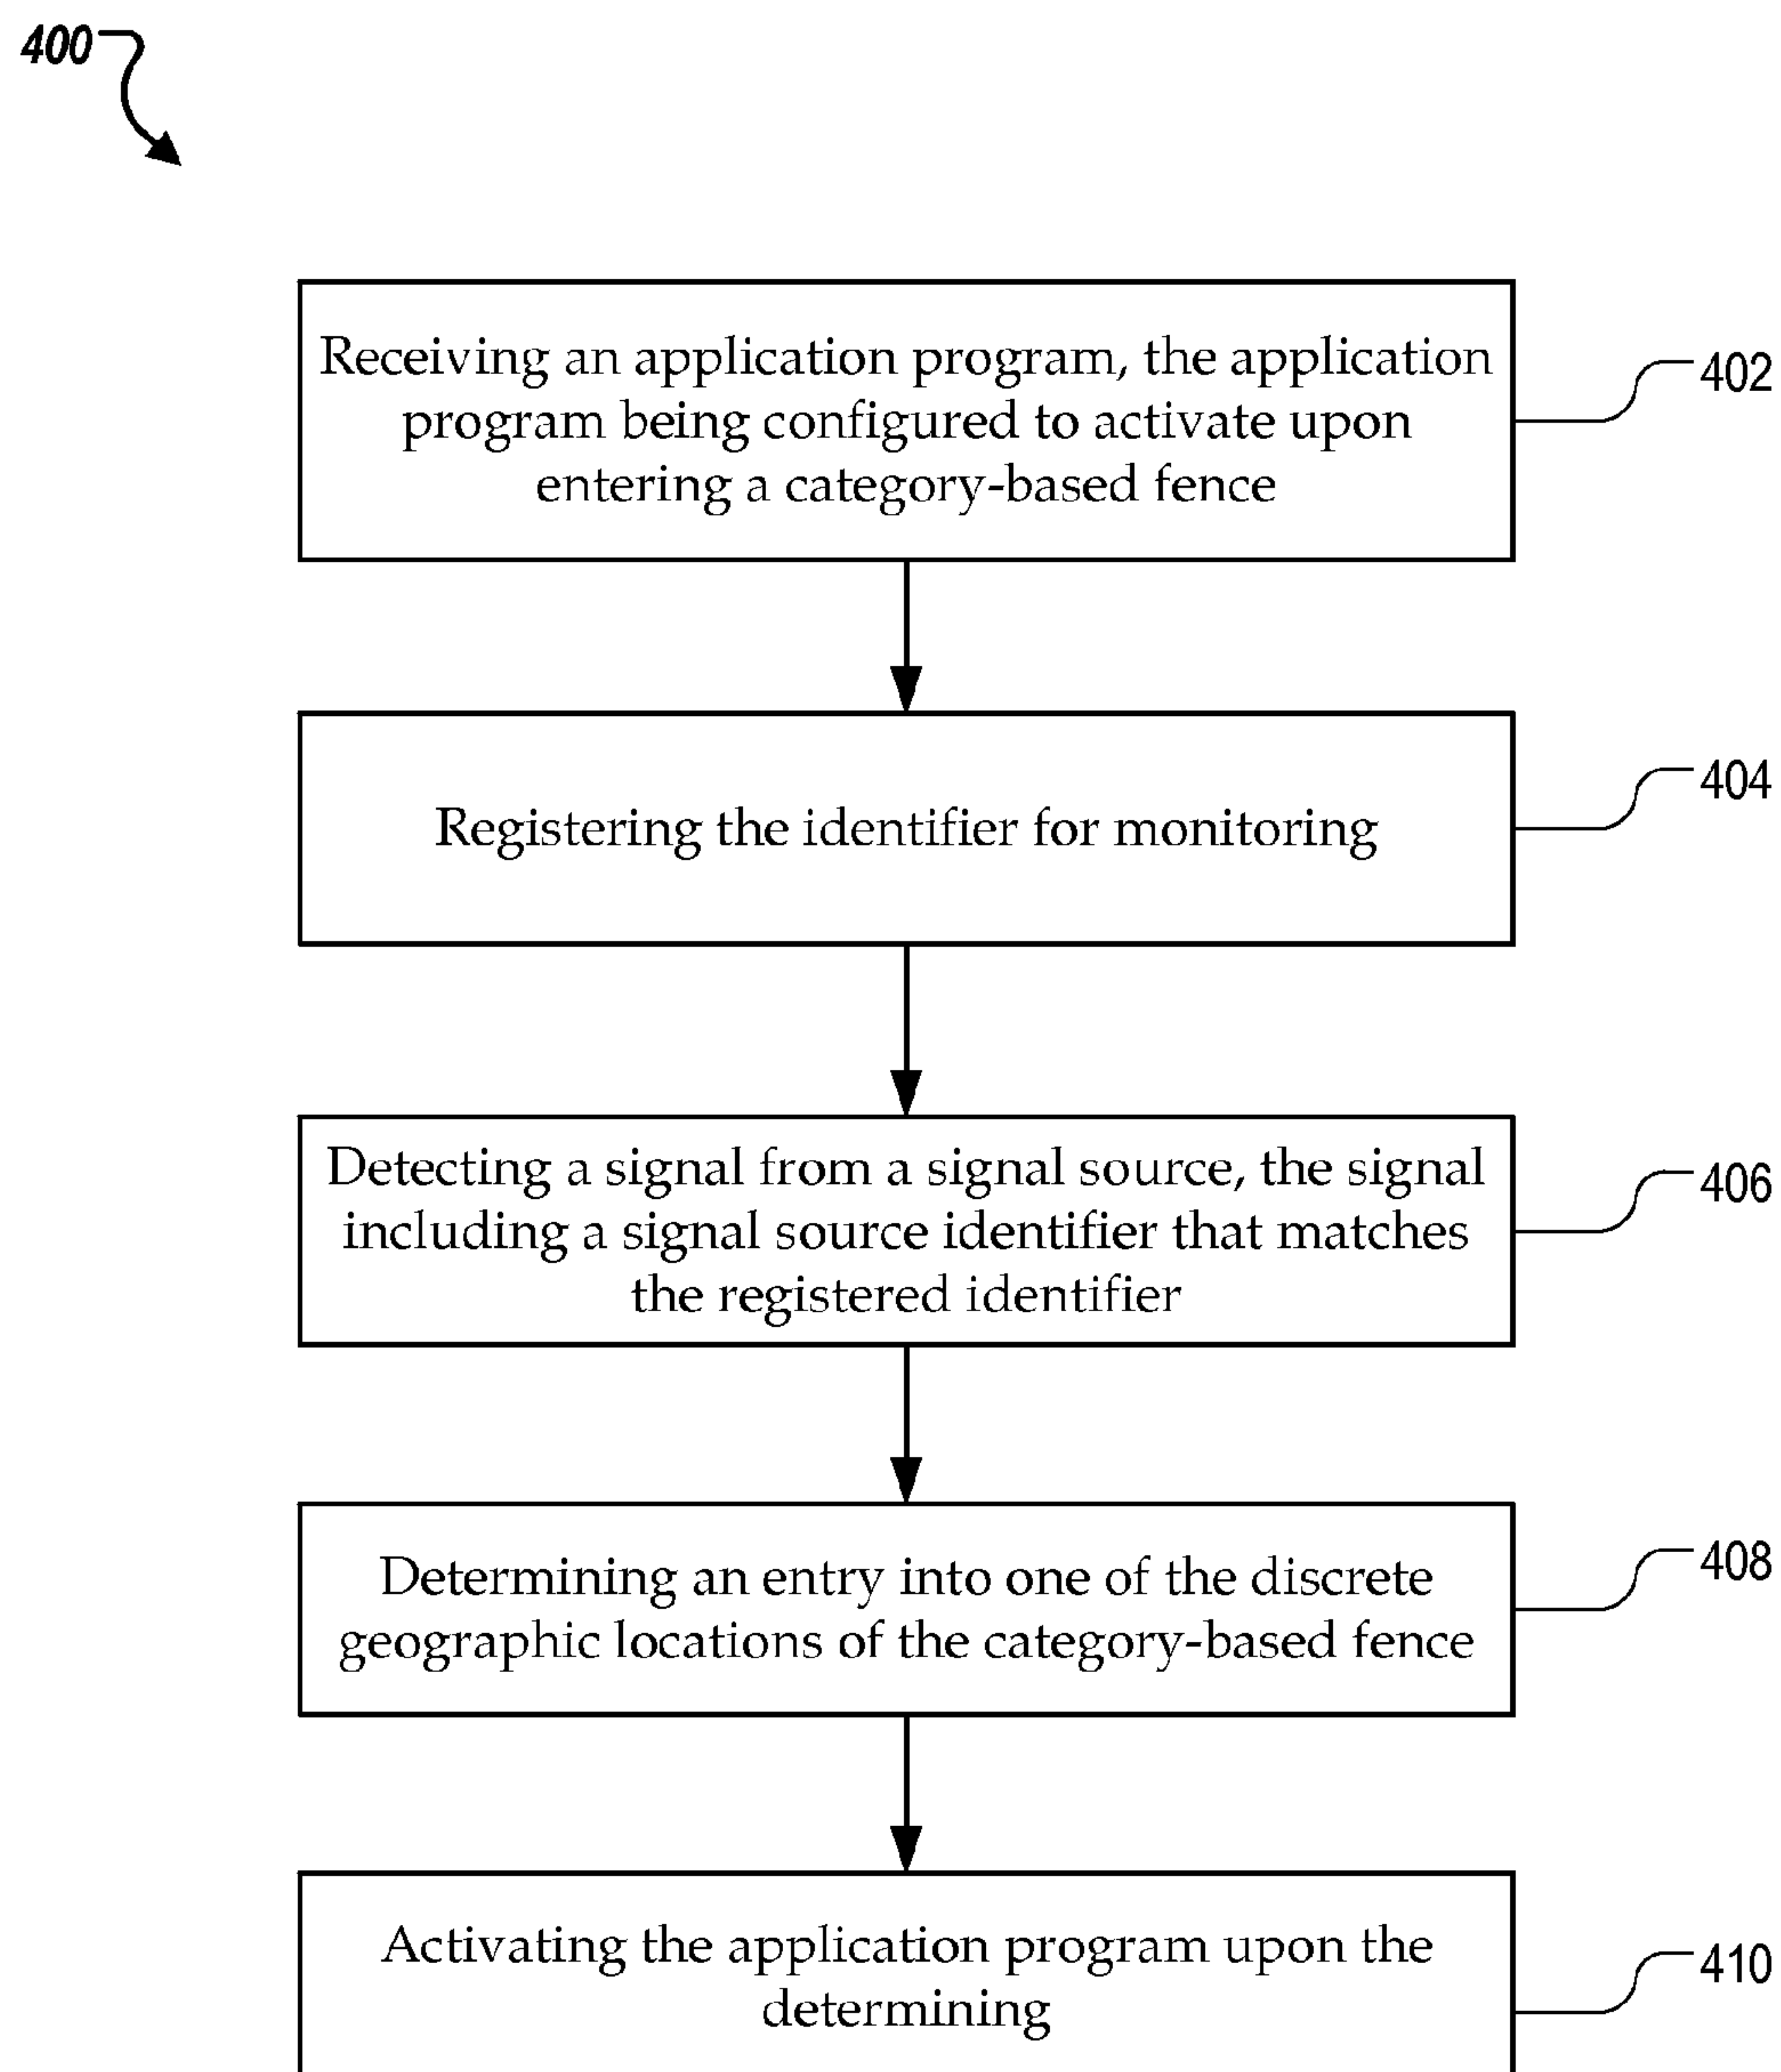 400
Receiving an application program, the application
program being configured to activate upon
entering a category-based fence
402
Registering the identifier for monitoring
404
Detecting a signal from a signal source, the signal
including a signal source identifier that matches
the registered identifier
406
Determining an entry into one of the discrete
geographic locations of the category-based fence
408
Activating the application program upon the
determining
410